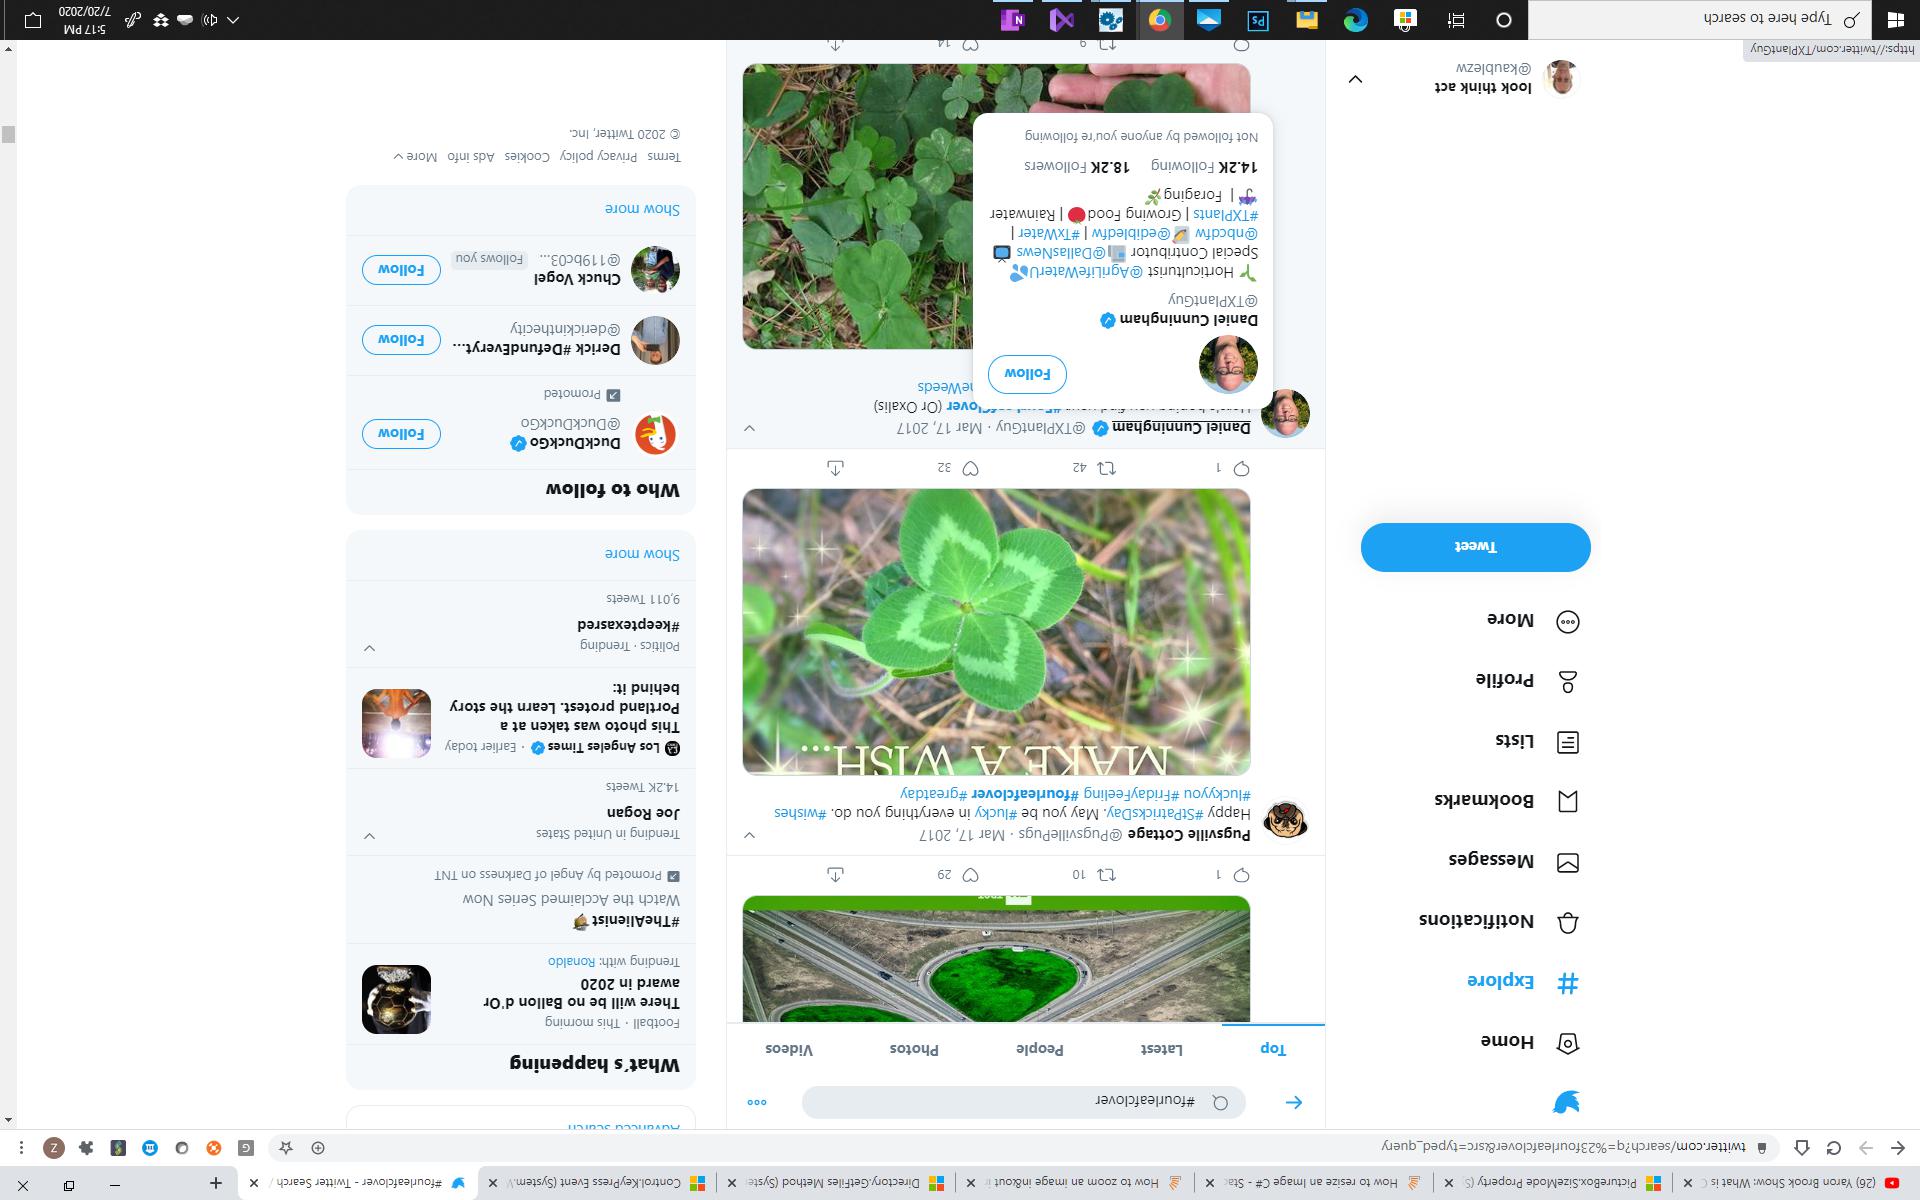 (26) Yaron Brook Show: What is C
PictureBox.SizeMode Property (S
How to resize an image C# - Stac
How to zoom an image in&out in
Directory.GetFiles Method (Syster
Control.KeyPress Event (System.W
#fourleafclover - Twitter Search /
twitter.com/search?q=%23fourleafclover&src=typed_query
Z
Home
Explore
Notifications
Messages
Bookmarks
Lists
Profile
More
Tweet
look think act
@kaublezw
https://twitter.com/TXPlantGuy
#fourleafclover
Top Latest People Photos Videos
1 10 29
Pugsville Cottage @PugsvillePugs · Mar 17, 2017
Happy #StPatricksDay. May you be #lucky in everything you do. #wishes
#luckyyou #FridayFeeling #fourleafclover #greatday
MAKE A WISH...
1 42 32
Daniel Cunningham @TXPlantGuy · Mar 17, 2017
Here's hoping you find your #FourLeafClover (Or Oxalis)
Follow
Daniel Cunningham
@TXPlantGuy
Horticulturist @AgriLifeWaterU
Special Contributor @DallasNews
@nbcdfw @ediblefw | #TxWater |
#TXPlants | Growing Food | Rainwater
| Foraging
14.2K Following 18.2K Followers
Not followed by anyone you're following
9 14
Advanced search
What's happening
Football · This morning
There will be no Ballon d'Or
award in 2020
Trending with: Ronaldo
#TheAlienist
Watch the Acclaimed Series Now
Promoted by Angel of Darkness on TNT
Trending in United States
Joe Rogan
14.2K Tweets
Los Angeles Times · Earlier today
This photo was taken at a
Portland protest. Learn the story
behind it:
Politics · Trending
#keeptexasred
9,011 Tweets
Show more
Who to follow
DuckDuckGo
@DuckDuckGo
Follow
Promoted
Derick #DefundEveryt...
@derickinthecity
Follow
Chuck Vogel
@119bc03... Follows you
Follow
Show more
Terms Privacy policy Cookies Ads info More
© 2020 Twitter, Inc.
Type here to search
5:17 PM
7/20/2020